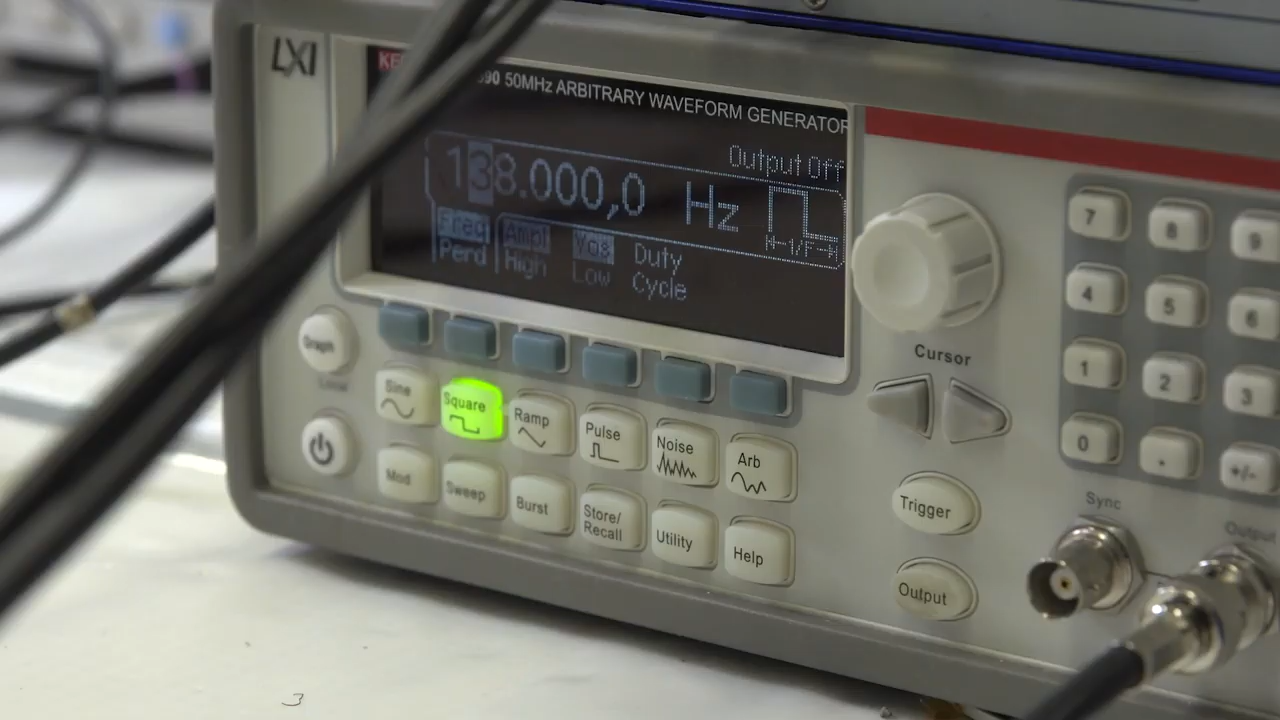 LXI
KE
390 50MHz ARBITRARY WAVEFORM GENERATOR
Output Off
138.000,0 Hz
Freq Ampl Vos Duty
Perd High Low Cycle
Graph
Sine Square Ramp Pulse Noise Arb
Mod Sweep Burst Store/Recall Utility Help
Cursor
Trigger
Output
7 8 9
4 5 6
1 2 3
0 . +/-
Sync
Output